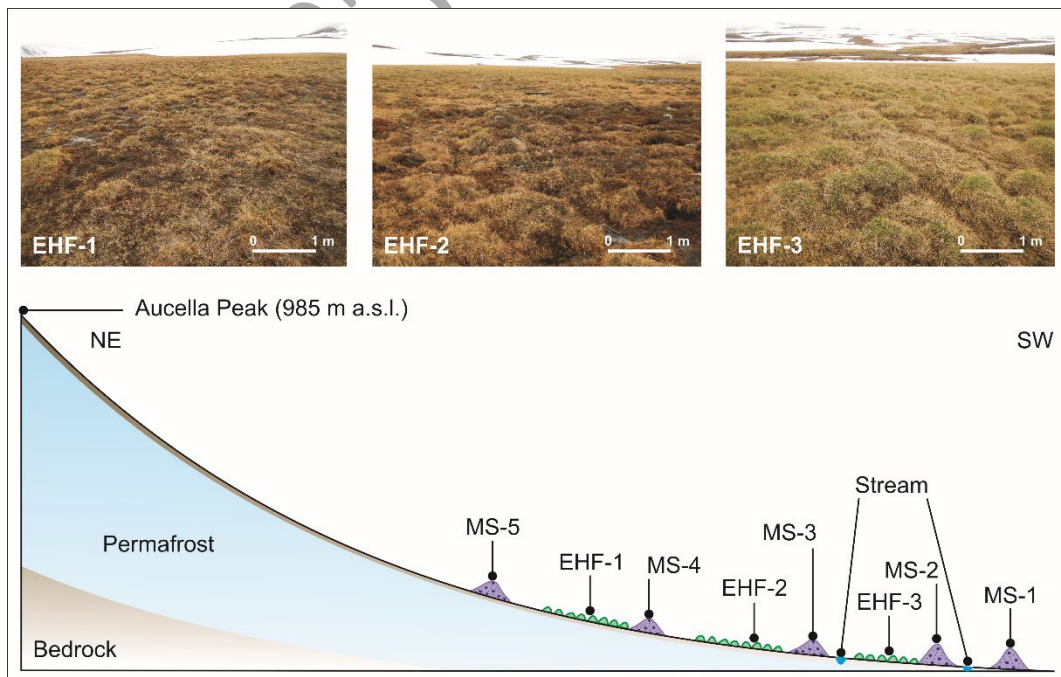 0 1 m
EHF-1
0 1 m
EHF-2
0 1 m
EHF-3
Aucella Peak (985 m a.s.l.)
NE
SW
Stream
MS-5
Permafrost
EHF-1
MS-4
MS-3
EHF-2
MS-2
EHF-3
MS-1
Bedrock